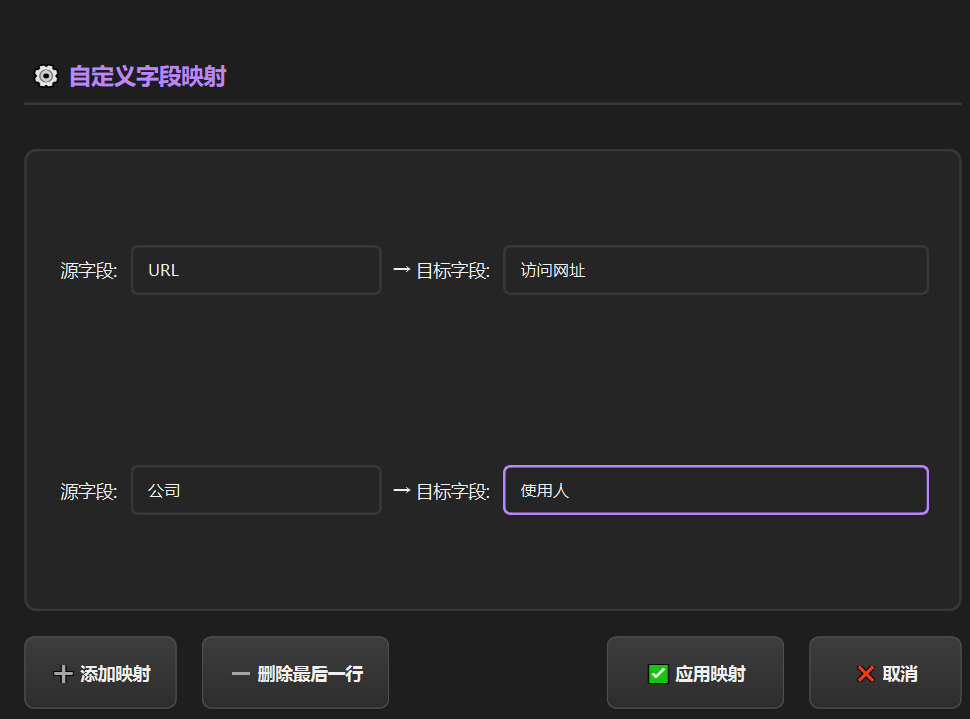 自定义字段映射
源字段: URL → 目标字段: 访问网址
源字段: 公司 → 目标字段: 使用人
添加映射 删除最后一行 应用映射 取消